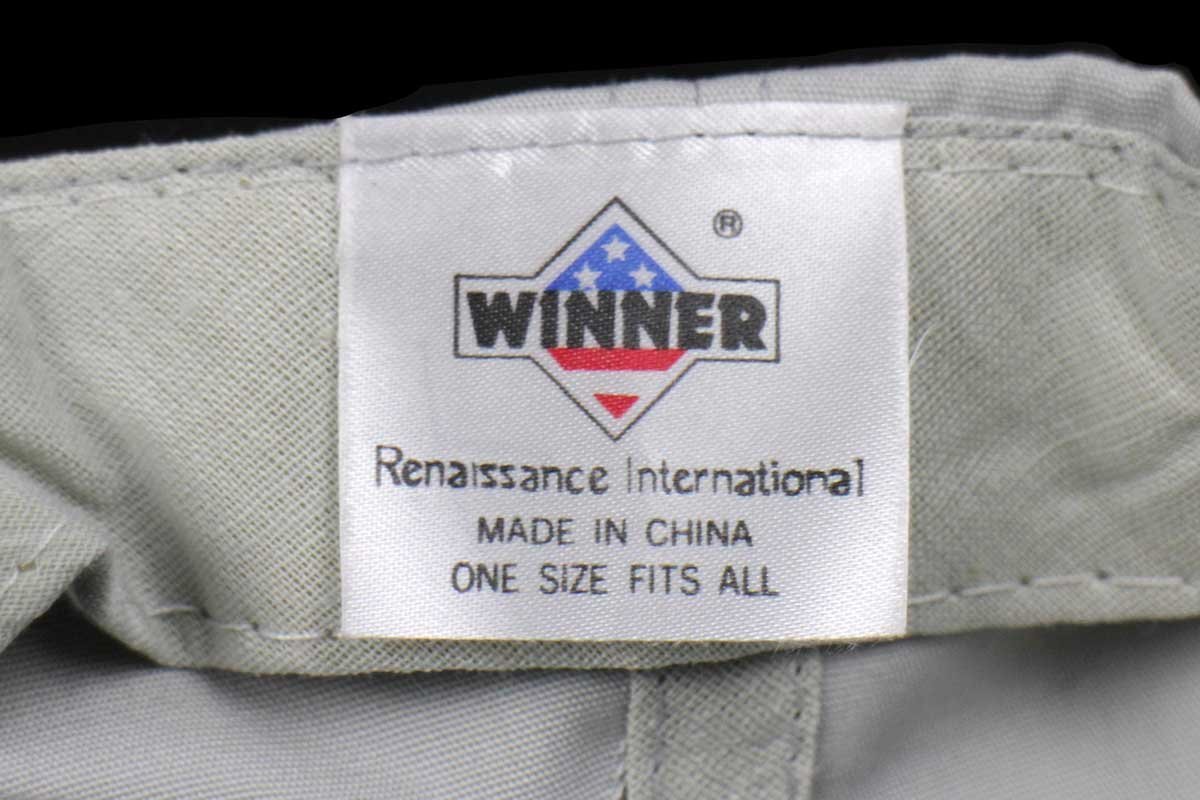 ®
WINNER
Renaissance International
MADE IN CHINA
ONE SIZE FITS ALL